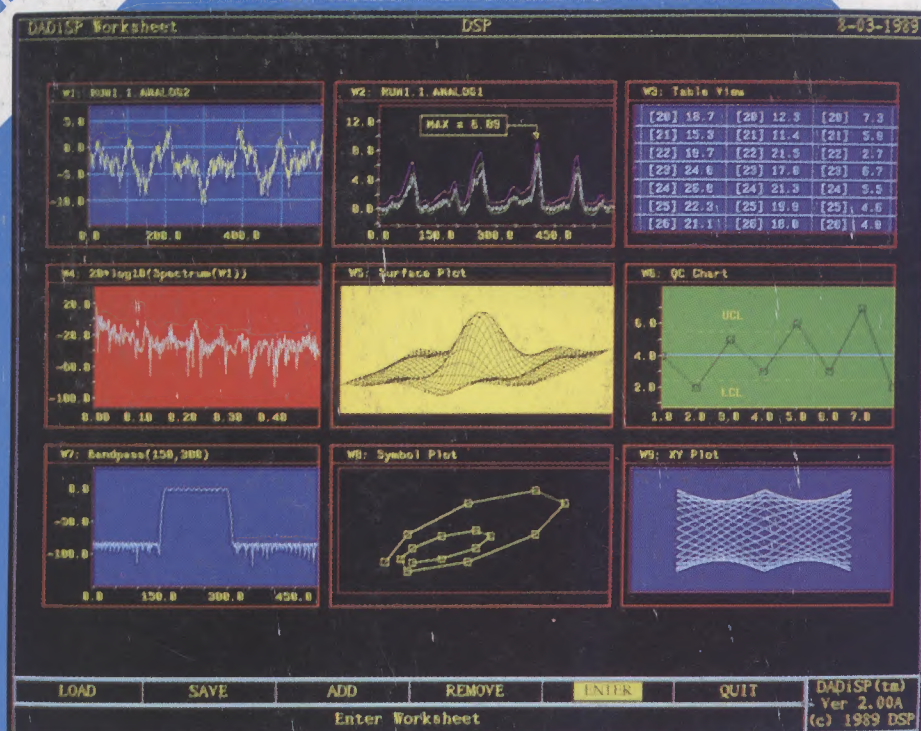 DADiSP Worksheet DSP 8-03-1989
W1: RUN1.1.ANALOG2
5.0
0.0
-5.0
-10.0
0.0 200.0 400.0
W2: RUN1.1.ANALOG1
MAX = 6.09
12.0
8.0
4.0
0.0
0.0 150.0 300.0 450.0
W3: Table View
[20] 18.7 [20] 12.3 [20] 7.3
[21] 15.3 [21] 11.4 [21]
[22] 19.7 [22] 21.5 [22] 2.7
[23] 24.0 [23] 17.8 [23] 6.7
[24] [24] 21.3 [24] 5.5
[25] 22.3 [25] 19.9 [25] 4.6
[26] 21.1 [26] 18.0 [26]
W4: 20*log10(Spectrum(W1))
20.0
-20.0
-60.0
-100.0
0.00 0.10 0.20 0.30 0.40
W5: Surface Plot
W6: QC Chart
UCL
6.0
4.0
2.0
LCL
1.0 2.0 3.0 4.0 5.0 6.0 7.0
W7: Bandpass(150,300)
0.0
-50.0
-100.0
0.0 150.0 300.0 450.0
W8: Symbol Plot
W9: XY Plot
LOAD SAVE ADD REMOVE ENTER QUIT
Enter Worksheet
DADiSP(tm)
Ver 2.00A
(c) 1989 DSP